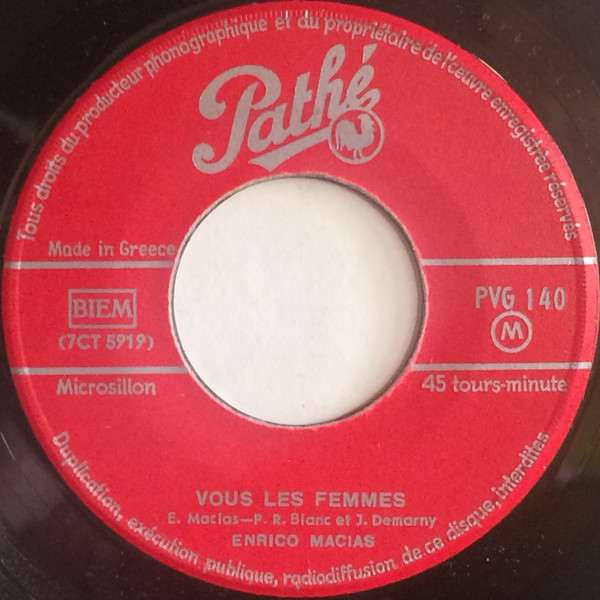 Tous droits du producteur phonographique et du propriétaire de l'œuvre enregistrée réservés
Pathé
Made in Greece
BIEM
(7CT 5919)
PVG 140
M
Microsillon
45 tours-minute
VOUS LES FEMMES
E. Macias—P. R. Blanc et J. Demarny
ENRICO MACIAS
Duplication, exécution publique, radiodiffusion de ce disque, interdites